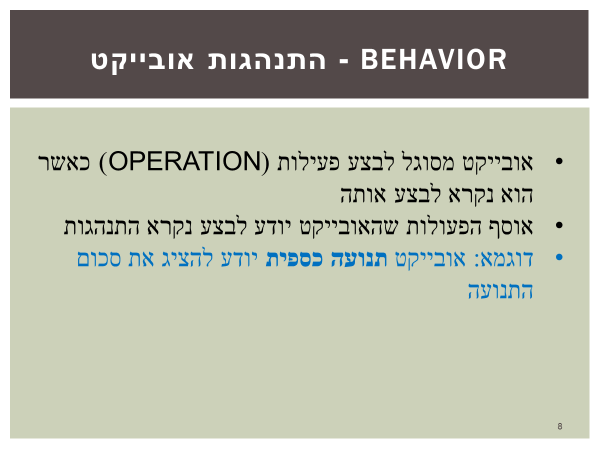 BEHAVIOR - התנהגות אובייקט
• אובייקט מסוגל לבצע פעילות (OPERATION) כאשר
הוא נקרא לבצע אותה
• אוסף הפעולות שהאובייקט יודע לבצע נקרא התנהגות
• דוגמא: אובייקט תנועה כספית יודע להציג את סכום
התנועה
8